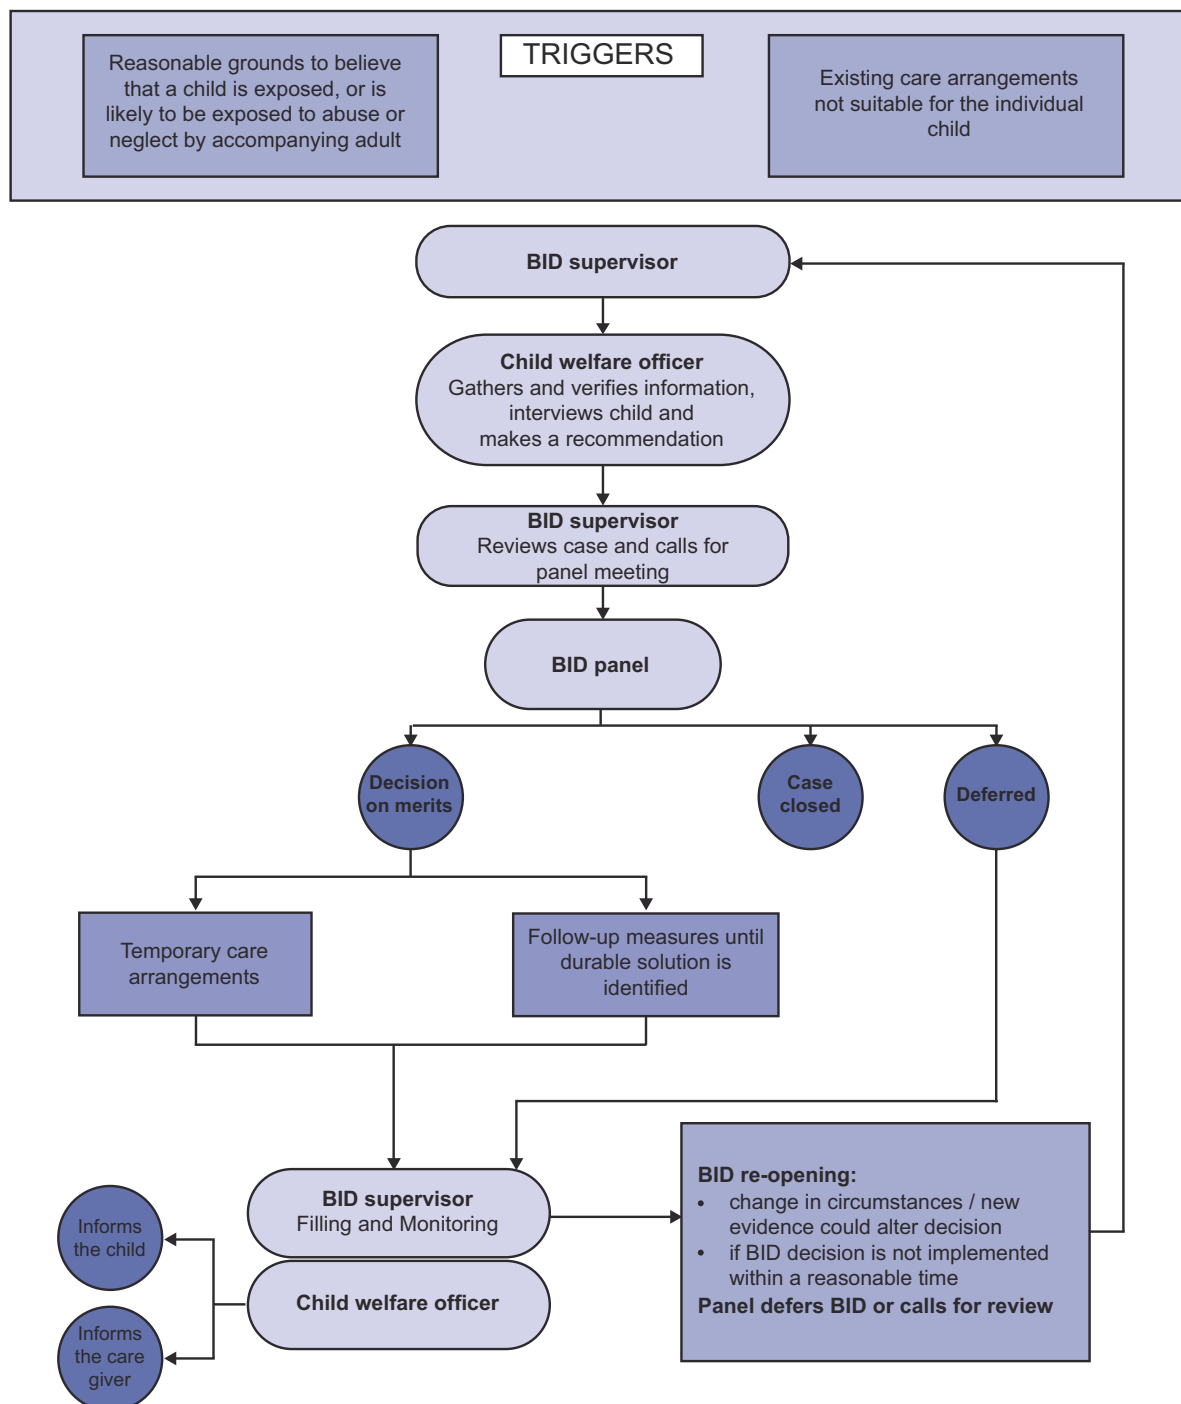 TRIGGERS
Reasonable grounds to believe
that a child is exposed, or is
likely to be exposed to abuse or
neglect by accompanying adult
Existing care arrangements
not suitable for the individual
child
BID supervisor
Child welfare officer
Gathers and verifies information,
interviews child and
makes a recommendation
BID supervisor
Reviews case and calls for
panel meeting
BID panel
Decision
on merits
Case
closed
Deferred
Temporary care
arrangements
Follow-up measures until
durable solution is
identified
BID supervisor
Filling and Monitoring
Child welfare officer
Informs
the child
Informs
the care
giver
BID re-opening:
• change in circumstances / new
evidence could alter decision
• if BID decision is not implemented
within a reasonable time
Panel defers BID or calls for review